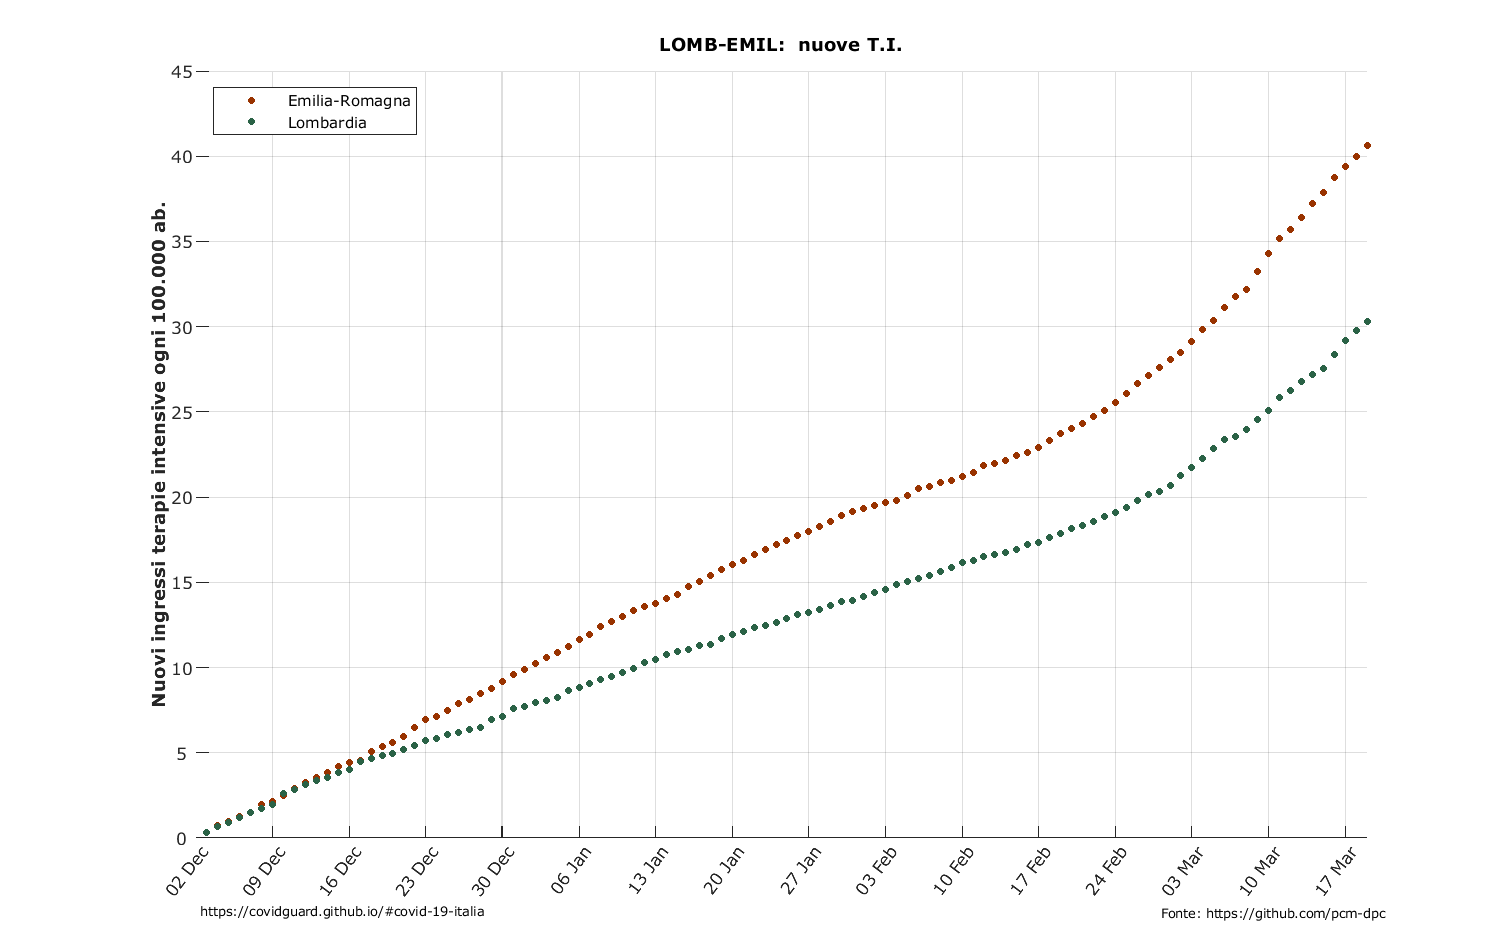 LOMB-EMIL:  nuove T.I.
Nuovi ingressi terapie intensive ogni 100.000 ab.
45
40
35
30
25
20
15
10
5
0
Emilia-Romagna
Lombardia
02 Dec
09 Dec
16 Dec
23 Dec
30 Dec
06 Jan
13 Jan
20 Jan
27 Jan
03 Feb
10 Feb
17 Feb
24 Feb
03 Mar
10 Mar
17 Mar
https://covidguard.github.io/#covid-19-italia
Fonte: https://github.com/pcm-dpc